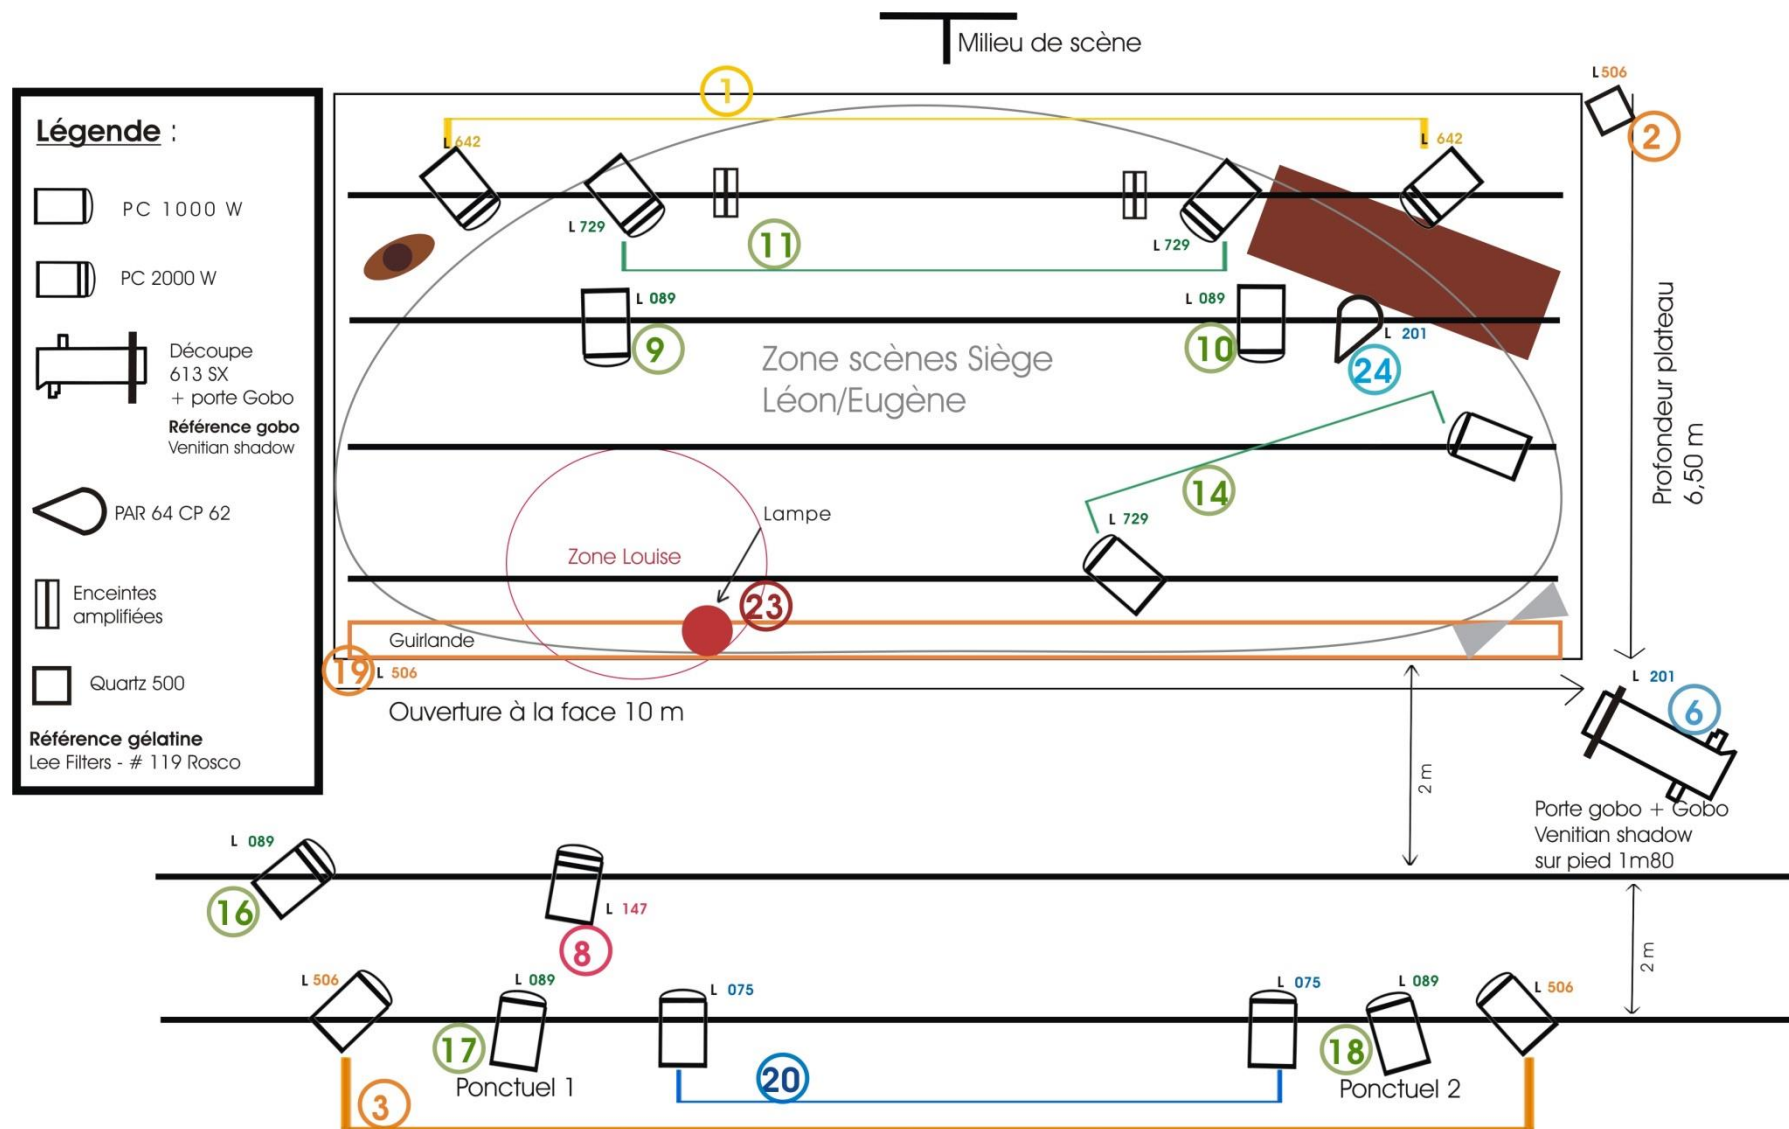 Milieu de scène
Légende :
PC 1000 W
PC 2000 W
Découpe
613 SX
+ porte Gobo
Référence gobo
Venitian shadow
PAR 64 CP 62
Enceintes
amplifiées
Quartz 500
Référence gélatine
Lee Filters - # 119 Rosco
1
L 506
2
L 642
L 642
L 729
11
L 729
L 089
9
L 089
10
L 201
24
Zone scènes Siège
Léon/Eugène
Profondeur plateau
6,50 m
14
L 729
Lampe
Zone Louise
23
Guirlande
19
L 506
Ouverture à la face 10 m
L 201
6
2 m
Porte gobo + Gobo
Venitian shadow
sur pied 1m80
L 089
16
L 147
8
2 m
L 506
L 089
L 075
L 075
L 089
L 506
17
Ponctuel 1
18
Ponctuel 2
20
3